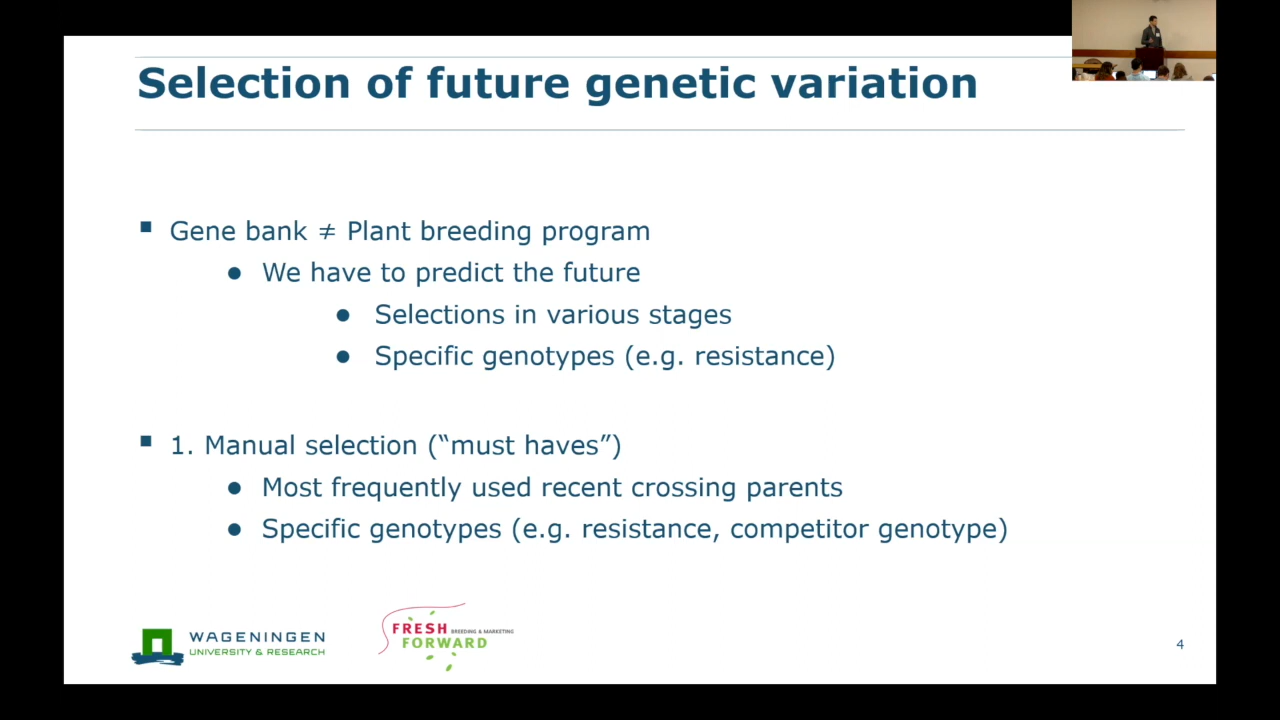 Selection of future genetic variation
Gene bank ≠ Plant breeding program
We have to predict the future
Selections in various stages
Specific genotypes (e.g. resistance)
1. Manual selection (“must haves”)
Most frequently used recent crossing parents
Specific genotypes (e.g. resistance, competitor genotype)
WAGENINGEN
UNIVERSITY & RESEARCH
FRESH BREEDING & MARKETING
FORWARD
4